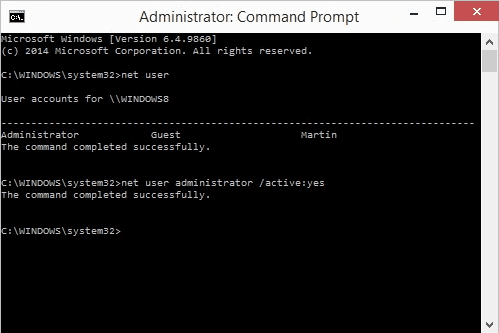 Administrator: Command Prompt
Microsoft Windows [Version 6.4.9860]
(c) 2014 Microsoft Corporation. All rights reserved.
C:\WINDOWS\system32>net user
User accounts for \\WINDOWS8
-------------------------------------------------------------------------------
Administrator            Guest                    Martin
The command completed successfully.
C:\WINDOWS\system32>net user administrator /active:yes
The command completed successfully.
C:\WINDOWS\system32>